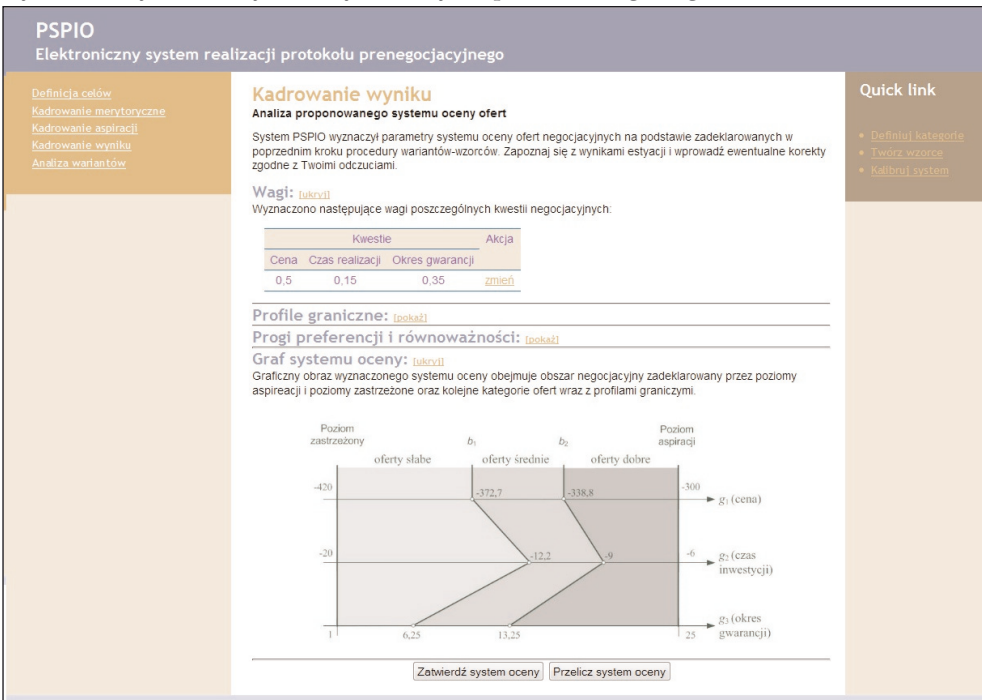 PSPIO
Elektroniczny system realizacji protokołu prenegocjacyjnego
Definicja celów
Kadrowanie merytoryczne
Kadrowanie aspiracji
Kadrowanie wyniku
Analiza wariantów
Kadrowanie wyniku
Analiza proponowanego systemu oceny ofert
System PSPIO wyznaczył parametry systemu oceny ofert negocjacyjnych na podstawie zadeklarowanych w
poprzednim kroku procedury wariantów-wzorców. Zapoznaj się z wynikami estyacji i wprowadź ewentualne korekty
zgodne z Twoimi odczuciami.
Wagi: [ukryj]
Wyznaczono następujące wagi poszczególnych kwestii negocjacyjnych:
Kwestie Akcja
Cena Czas realizacji Okres gwarancji
0,5 0,15 0,35 zmień
Profile graniczne: [pokaż]
Progi preferencji i równoważności: [pokaż]
Graf systemu oceny: [ukryj]
Graficzny obraz wyznaczonego systemu oceny obejmuje obszar negocjacyjny zadeklarowany przez poziomy
aspireacji i poziomy zastrzeżone oraz kolejne kategorie ofert wraz z profilami graniczymi.
Poziom
zastrzeżony
b1
b2
Poziom
aspiracji
oferty słabe oferty średnie oferty dobre
-420 -372,7 -338,8 -300 g1 (cena)
-20 -12,2 -9 -6 g2 (czas
inwestycji)
1 6,25 13,25 25 g3 (okres
gwarancji)
Zatwierdź system oceny Przelicz system oceny
Quick link
Definiuj kategorie
Twórz wzorce
Kalibruj system